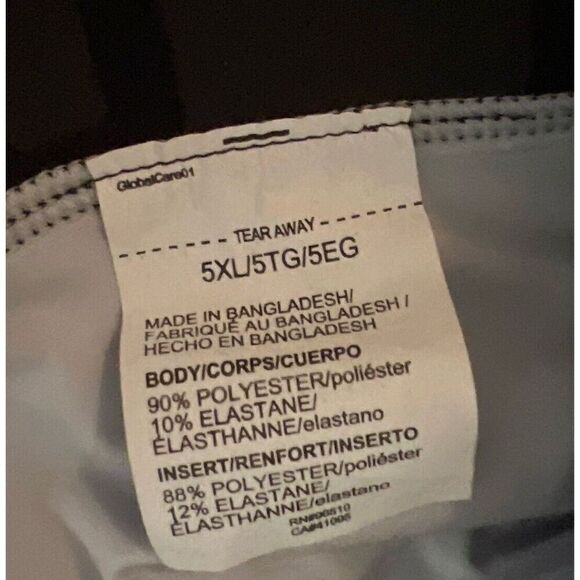 GlobalCare01
TEAR AWAY
5XL/5TG/5EG
MADE IN BANGLADESH/
FABRIQUÉ AU BANGLADESH /
HECHO EN BANGLADESH
BODY/CORPS/CUERPO
90% POLYESTER/poliéster
10% ELASTANE/
ÉLASTHANNE/elastano
INSERT/RENFORT/INSERTO
88% POLYESTER/poliéster
12% ELASTANE/
ÉLASTHANNE/elastano